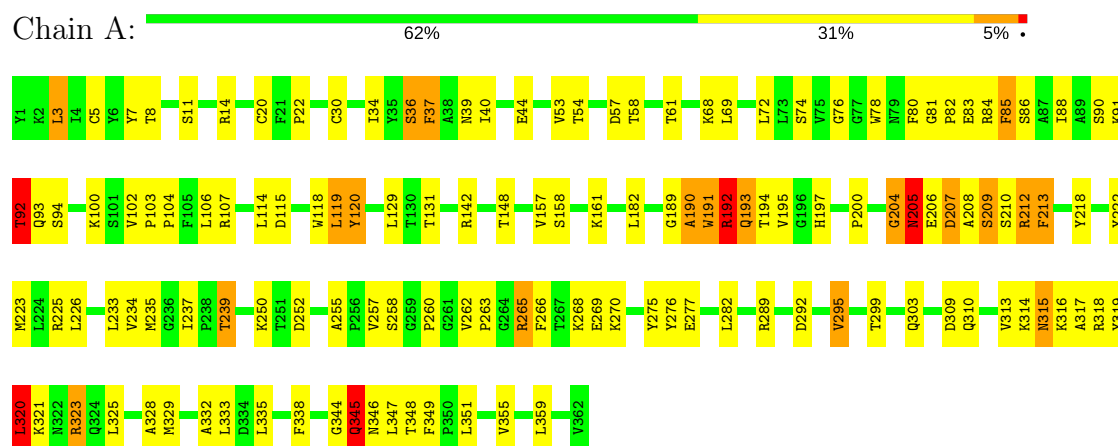 Chain A:
62% 31% 5% •
Y1 K2 L3 I4 C5 Y6 Y7 T8 S11 R14 C20 F21 P22 C30 I34 Y35 S36 F37 A38 N39 I40 E44 V53 T54 D57 T58 T61 K68 L69 L72 L73 S74 V75 G76 G77 W78 N79 F80 G81 P82 E83 R84 F85 S86 A87 I88 A89 S90 K91
T92 Q93 S94 K100 S101 V102 P103 P104 F105 L106 R107 L114 D115 W118 L119 Y120 L129 T130 T131 R142 T148 V157 S158 K161 L182 G189 A190 W191 R192 Q193 T194 V195 G196 H197 P200 G204 N205 E206 D207 A208 S209 S210 R212 F213 Y218 Y222
M223 L224 R225 L226 L233 V234 M235 G236 I237 P238 T239 K250 T251 D252 A255 P256 V257 S258 G259 P260 G261 V262 P263 G264 R265 F266 T267 K268 E269 K270 Y275 Y276 E277 L282 R289 D292 V295 T299 Q303 D309 Q310 V313 K314 N315 K316 A317 R318 Y319
L320 K321 N322 R323 Q324 L325 A328 M329 A332 L333 D334 L335 F338 G344 Q345 N346 L347 T348 F349 P350 L351 V355 L359 V362